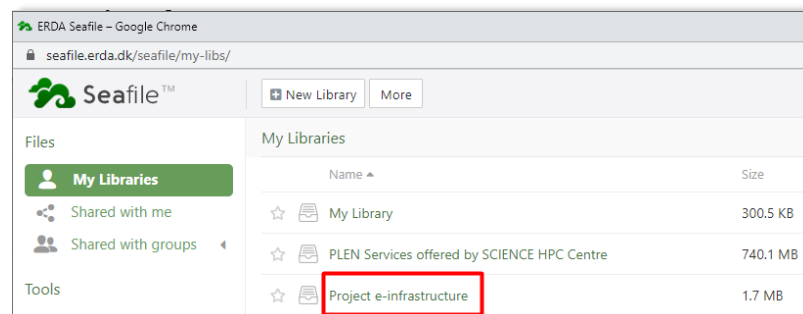 ERDA Seafile – Google Chrome
seafile.erda.dk/seafile/my-libs/
Seafile™
New Library More
Files
My Libraries
My Libraries
Name Size
Shared with me
My Library 300.5 KB
Shared with groups
PLEN Services offered by SCIENCE HPC Centre 740.1 MB
Tools
Project e-infrastructure 1.7 MB